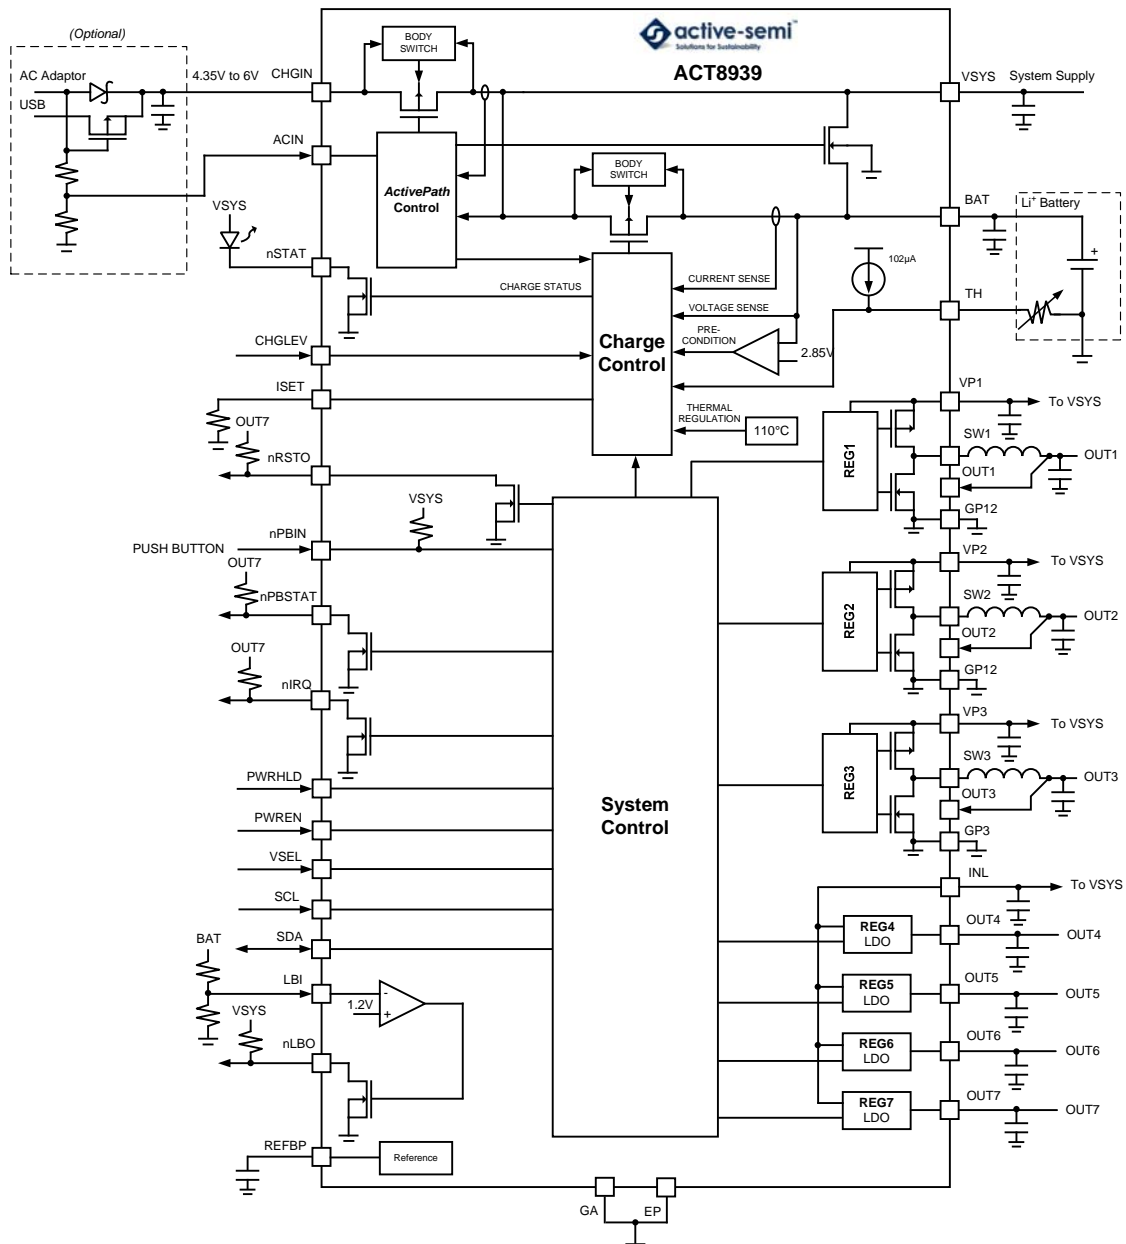 (Optional)
AC Adaptor
USB
4.35V to 6V
CHGIN
ACIN
VSYS
nSTAT
CHGLEV
ISET
OUT7
nRSTO
VSYS
nPBIN
PUSH BUTTON
OUT7
nPBSTAT
OUT7
nIRQ
PWRHLD
PWREN
VSEL
SCL
SDA
BAT
LBI
1.2V
-
+
VSYS
nLBO
REFBP
Reference
BODY
SWITCH
active-semi™
Solutions for Sustainability
ACT8939
ActivePath
Control
BODY
SWITCH
CHARGE STATUS
Charge
Control
CURRENT SENSE
VOLTAGE SENSE
PRE-
CONDITION
2.85V
THERMAL
REGULATION
110°C
102µA
System
Control
VSYS
System Supply
BAT
Li+ Battery
+
TH
VP1
To VSYS
REG1
SW1
OUT1
OUT1
GP12
VP2
To VSYS
REG2
SW2
OUT2
OUT2
GP12
VP3
To VSYS
REG3
SW3
OUT3
OUT3
GP3
INL
To VSYS
REG4
LDO
OUT4
OUT4
REG5
LDO
OUT5
OUT5
REG6
LDO
OUT6
OUT6
REG7
LDO
OUT7
OUT7
GA
EP